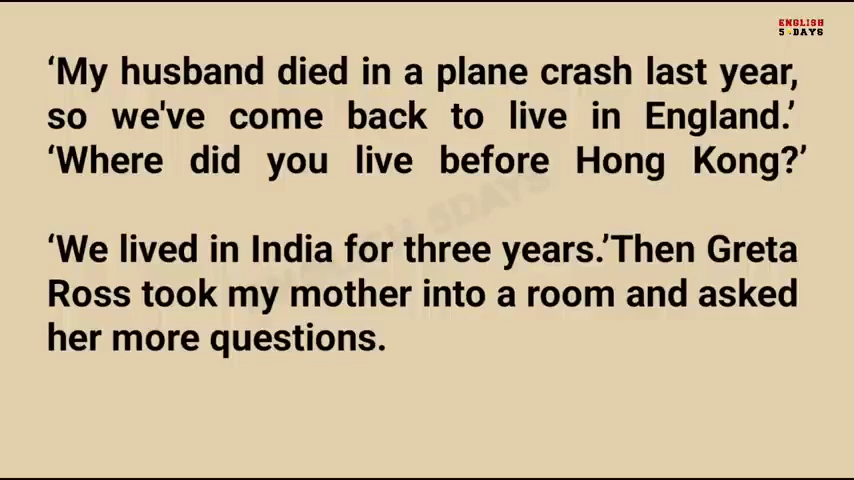 ENGLISH
5 DAYS
‘My husband died in a plane crash last year,
so we've come back to live in England.’
‘Where did you live before Hong Kong?’
‘We lived in India for three years.’Then Greta
Ross took my mother into a room and asked
her more questions.
ENGLISH 5DAYS